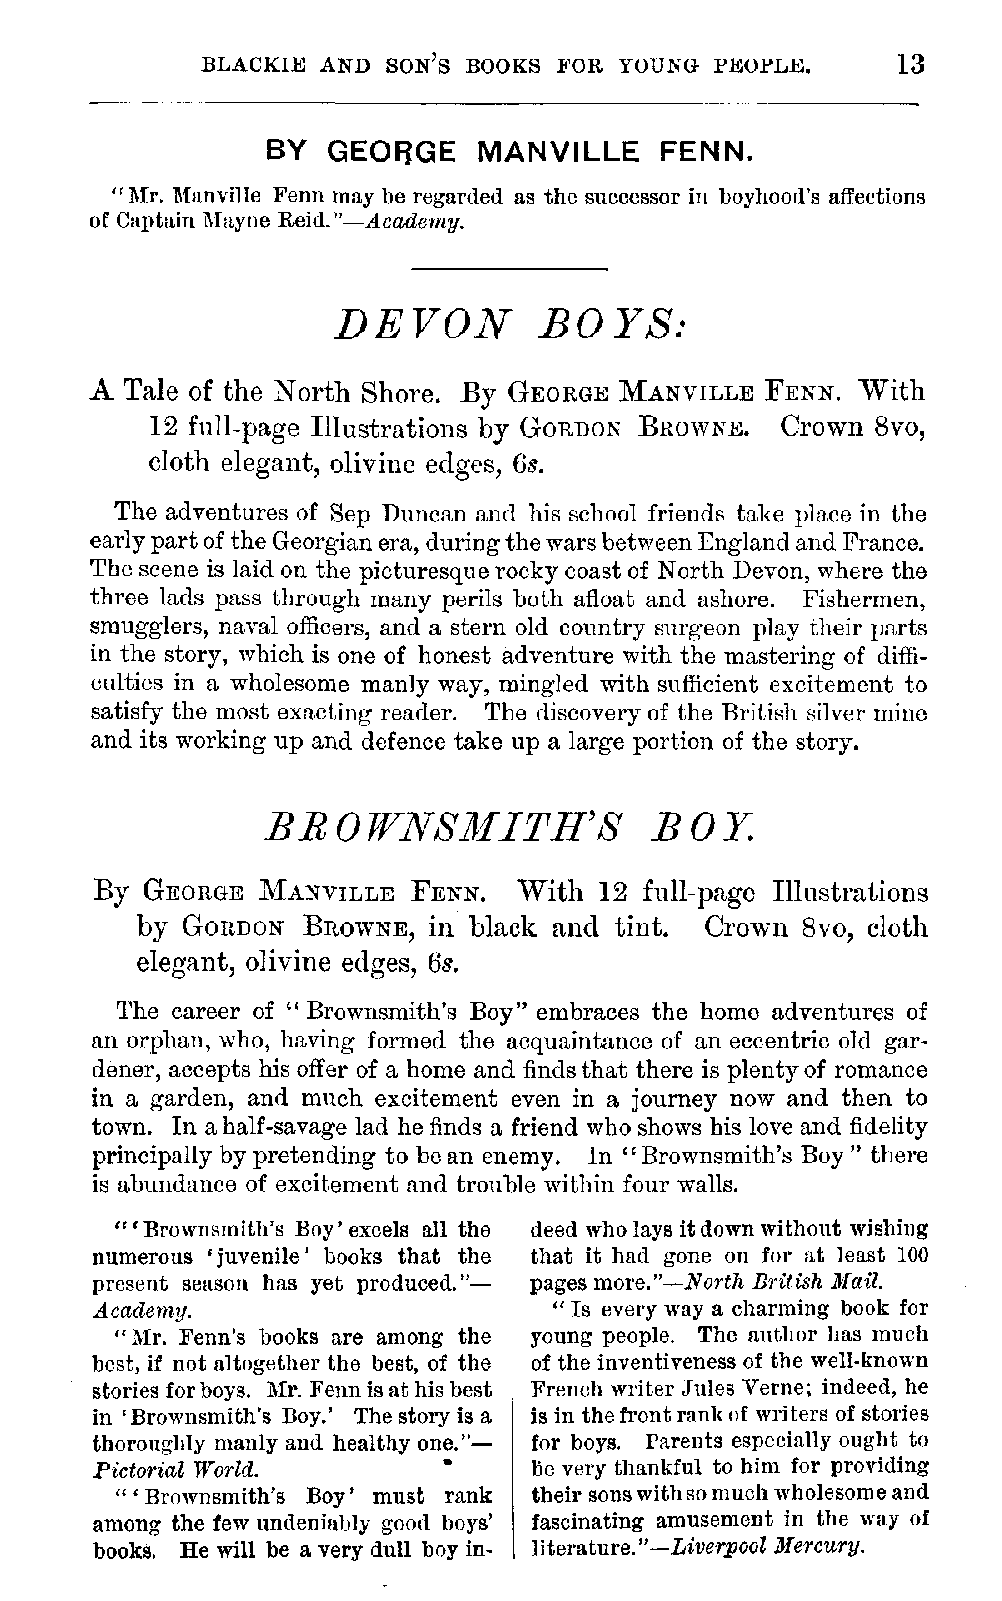 BLACKIE AND SON'S BOOKS FOR YOUNG PEOPLE. 13
BY GEORGE MANVILLE FENN.
"Mr. Manville Fenn may be regarded as the successor in boyhood's affections
of Captain Mayne Reid."—Academy.
DEVON BOYS:
A Tale of the North Shore. By GEORGE MANVILLE FENN. With
12 full-page Illustrations by GORDON BROWNE. Crown 8vo,
cloth elegant, olivine edges, 6s.
The adventures of Sep Duncan and his school friends take place in the
early part of the Georgian era, during the wars between England and France.
The scene is laid on the picturesque rocky coast of North Devon, where the
three lads pass through many perils both afloat and ashore. Fishermen,
smugglers, naval officers, and a stern old country surgeon play their parts
in the story, which is one of honest adventure with the mastering of diffi-
culties in a wholesome manly way, mingled with sufficient excitement to
satisfy the most exacting reader. The discovery of the British silver mine
and its working up and defence take up a large portion of the story.
BROWNSMITH'S BOY.
By GEORGE MANVILLE FENN. With 12 full-page Illustrations
by GORDON BROWNE, in black and tint. Crown 8vo, cloth
elegant, olivine edges, 6s.
The career of "Brownsmith's Boy" embraces the home adventures of
an orphan, who, having formed the acquaintance of an eccentric old gar-
dener, accepts his offer of a home and finds that there is plenty of romance
in a garden, and much excitement even in a journey now and then to
town. In a half-savage lad he finds a friend who shows his love and fidelity
principally by pretending to be an enemy. In "Brownsmith's Boy" there
is abundance of excitement and trouble within four walls.
"'Brownsmith's Boy' excels all the
numerous 'juvenile' books that the
present season has yet produced."—
Academy.
"Mr. Fenn's books are among the
best, if not altogether the best, of the
stories for boys. Mr. Fenn is at his best
in 'Brownsmith's Boy.' The story is a
thoroughly manly and healthy one."—
Pictorial World.
"'Brownsmith's Boy' must rank
among the few undeniably good boys'
books. He will be a very dull boy in-
deed who lays it down without wishing
that it had gone on for at least 100
pages more."—North British Mail.
"Is every way a charming book for
young people. The author has much
of the inventiveness of the well-known
French writer Jules Verne; indeed, he
is in the front rank of writers of stories
for boys. Parents especially ought to
be very thankful to him for providing
their sons with so much wholesome and
fascinating amusement in the way of
literature."—Liverpool Mercury.